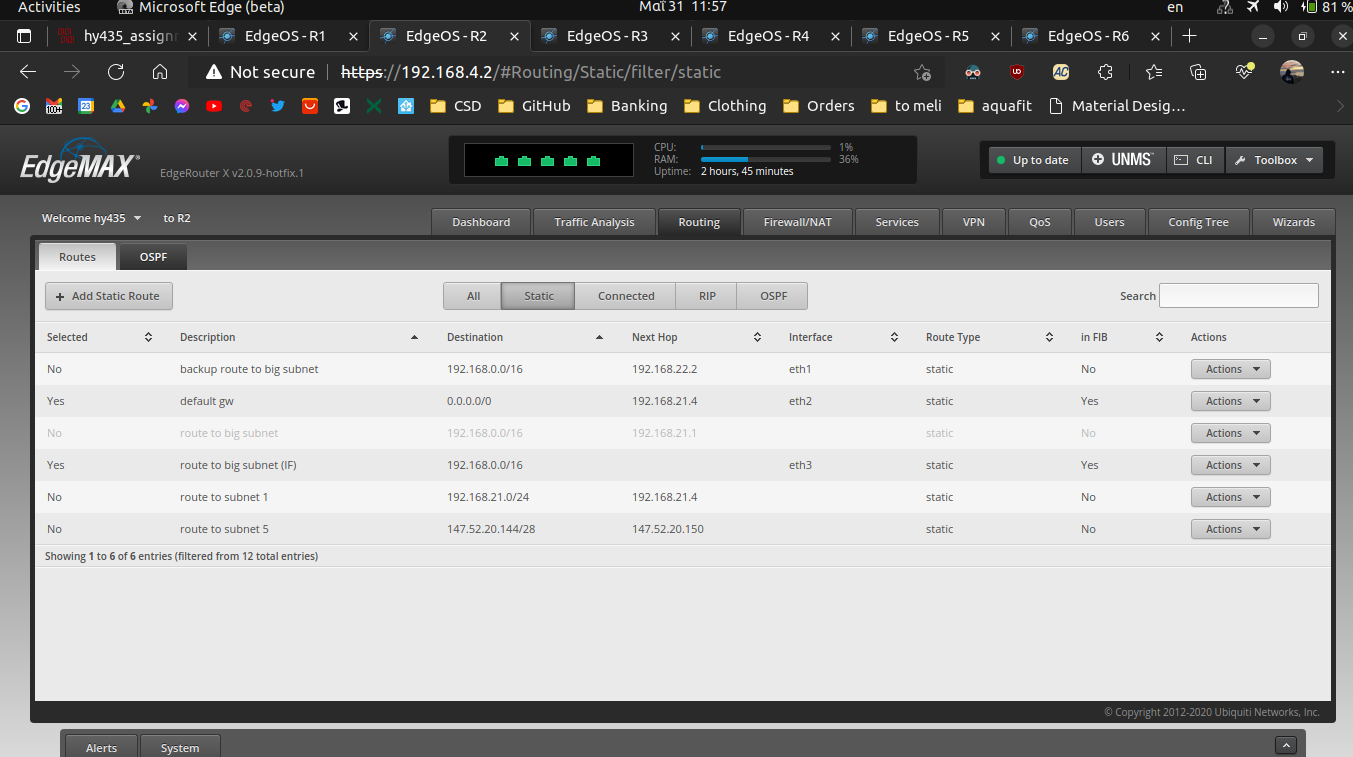 Activities Microsoft Edge (beta) Μαΐ 31 11:57 en 81 %
hy435_assignm EdgeOS - R1 EdgeOS - R2 EdgeOS - R3 EdgeOS - R4 EdgeOS - R5 EdgeOS - R6
Not secure https://192.168.4.2/#Routing/Static/filter/static
CSD GitHub Banking Clothing Orders to meli aquafit Material Desig…
EdgeMAX® EdgeRouter X v2.0.9-hotfix.1
CPU: 1%
RAM: 36%
Uptime: 2 hours, 45 minutes
Up to date UNMS™ CLI Toolbox
Welcome hy435 to R2
Dashboard Traffic Analysis Routing Firewall/NAT Services VPN QoS Users Config Tree Wizards
Routes OSPF
+ Add Static Route All Static Connected RIP OSPF Search
Selected Description Destination Next Hop Interface Route Type in FIB Actions
No backup route to big subnet 192.168.0.0/16 192.168.22.2 eth1 static No Actions
Yes default gw 0.0.0.0/0 192.168.21.4 eth2 static Yes Actions
No route to big subnet 192.168.0.0/16 192.168.21.1 static No Actions
Yes route to big subnet (IF) 192.168.0.0/16 eth3 static Yes Actions
No route to subnet 1 192.168.21.0/24 192.168.21.4 static No Actions
No route to subnet 5 147.52.20.144/28 147.52.20.150 static No Actions
Showing 1 to 6 of 6 entries (filtered from 12 total entries)
© Copyright 2012-2020 Ubiquiti Networks, Inc.
Alerts System